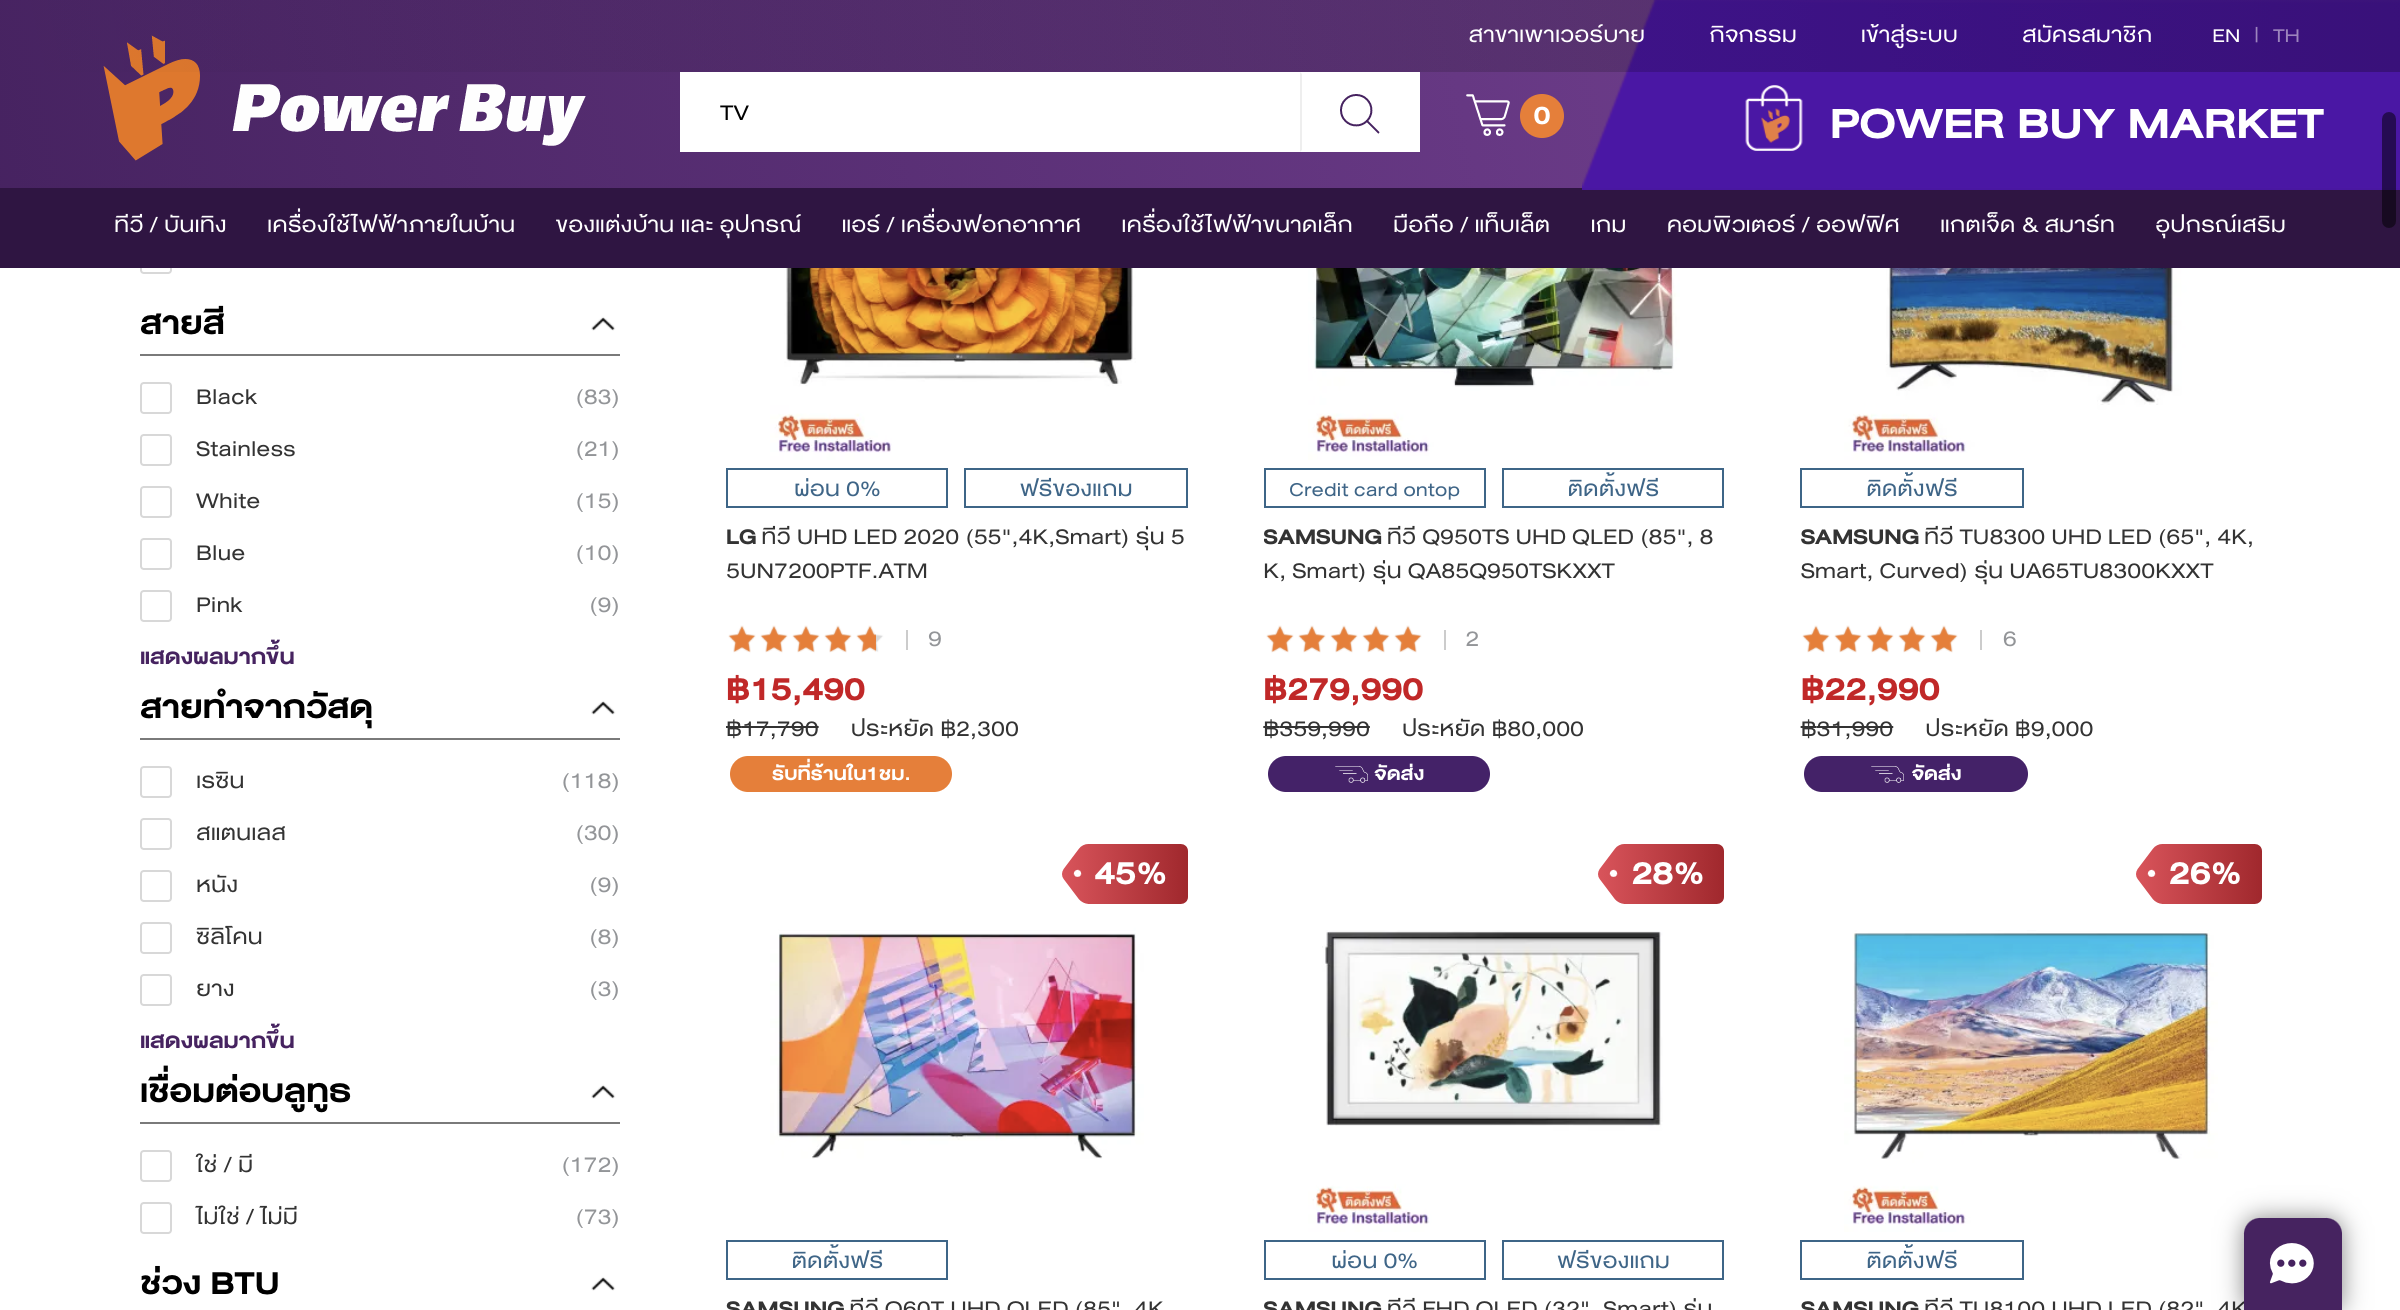 สาขาเพาเวอร์บาย กิจกรรม เข้าสู่ระบบ สมัครสมาชิก EN | TH
Power Buy
TV
0
POWER BUY MARKET
ทีวี / บันเทิง เครื่องใช้ไฟฟ้าภายในบ้าน ของแต่งบ้าน และ อุปกรณ์ แอร์ / เครื่องฟอกอากาศ เครื่องใช้ไฟฟ้าขนาดเล็ก มือถือ / แท็บเล็ต เกม คอมพิวเตอร์ / ออฟฟิศ แกตเจ็ด & สมาร์ท อุปกรณ์เสริม
สายสี
Black (83)
Stainless (21)
White (15)
Blue (10)
Pink (9)
แสดงผลมากขึ้น
สายทำจากวัสดุ
เรซิน (118)
สแตนเลส (30)
หนัง (9)
ซิลิโคน (8)
ยาง (3)
แสดงผลมากขึ้น
เชื่อมต่อบลูทูธ
ใช่ / มี (172)
ไม่ใช่ / ไม่มี (73)
ช่วง BTU
ติดตั้งฟรี
Free Installation
ผ่อน 0% ฟรีของแถม
LG ทีวี UHD LED 2020 (55",4K,Smart) รุ่น 5
5UN7200PTF.ATM
| 9
฿15,490
฿17,790 ประหยัด ฿2,300
รับที่ร้านใน1ชม.
ติดตั้งฟรี
Free Installation
Credit card ontop ติดตั้งฟรี
SAMSUNG ทีวี Q950TS UHD QLED (85", 8
K, Smart) รุ่น QA85Q950TSKXXT
| 2
฿279,990
฿359,990 ประหยัด ฿80,000
จัดส่ง
ติดตั้งฟรี
Free Installation
ติดตั้งฟรี
SAMSUNG ทีวี TU8300 UHD LED (65", 4K,
Smart, Curved) รุ่น UA65TU8300KXXT
| 6
฿22,990
฿31,990 ประหยัด ฿9,000
จัดส่ง
45%
ติดตั้งฟรี
SAMSUNG ทีวี Q60T UHD QLED (85", 4K,
28%
ติดตั้งฟรี
Free Installation
ผ่อน 0% ฟรีของแถม
SAMSUNG ทีวี FHD QLED (32", Smart) รุ่น
26%
ติดตั้งฟรี
Free Installation
ติดตั้งฟรี
SAMSUNG ทีวี TU8100 UHD LED (82", 4K